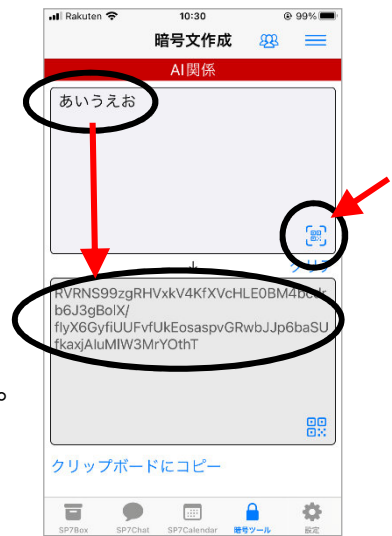 Rakuten 10:30 99%
暗号文作成
AI関係
あいうえお
クリア
RVRNS99zgRHVxkV4KfXVcHLE0BM4
b6J3gBolX/
flyX6GyfiUUFvfUkEosaspvGRwbJJp6baSU
fkaxjAluMIW3MrYOthT
。
クリップボードにコピー
SP7Box SP7Chat SP7Calendar 暗号ツール 設定